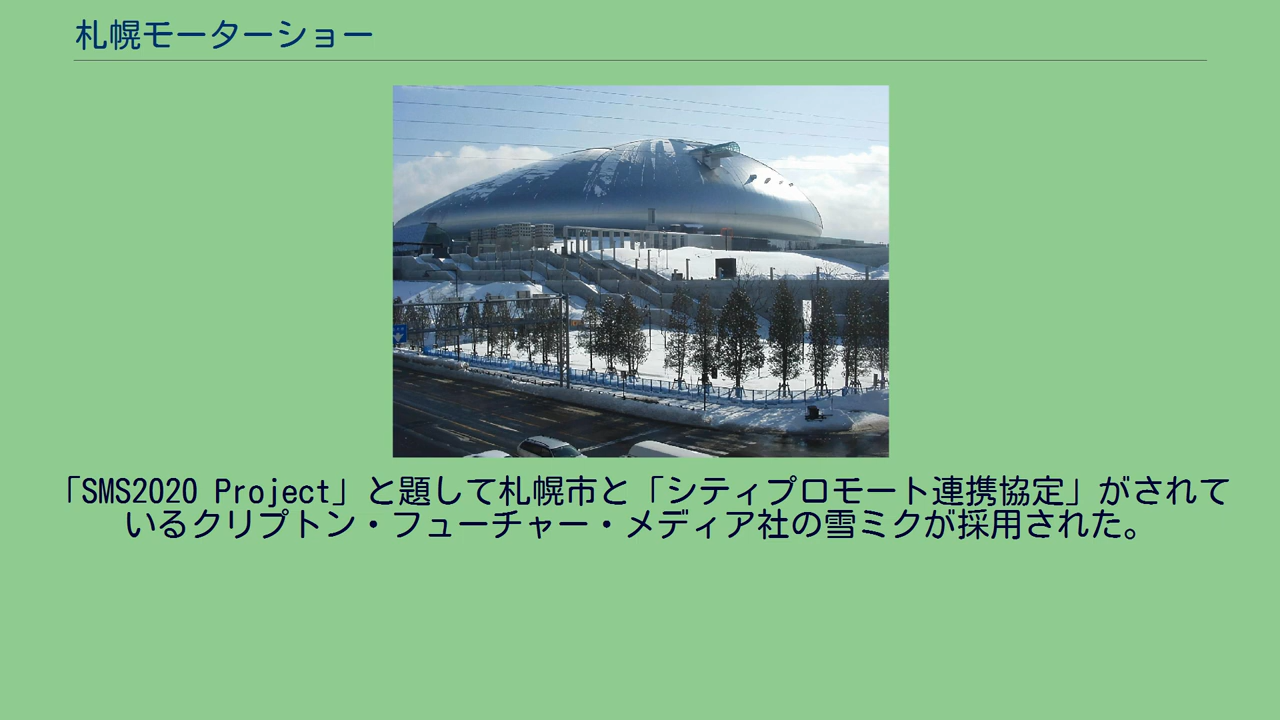 札幌モーターショー
「SMS2020 Project」と題して札幌市と「シティプロモート連携協定」がされて
いるクリプトン・フューチャー・メディア社の雪ミクが採用された。